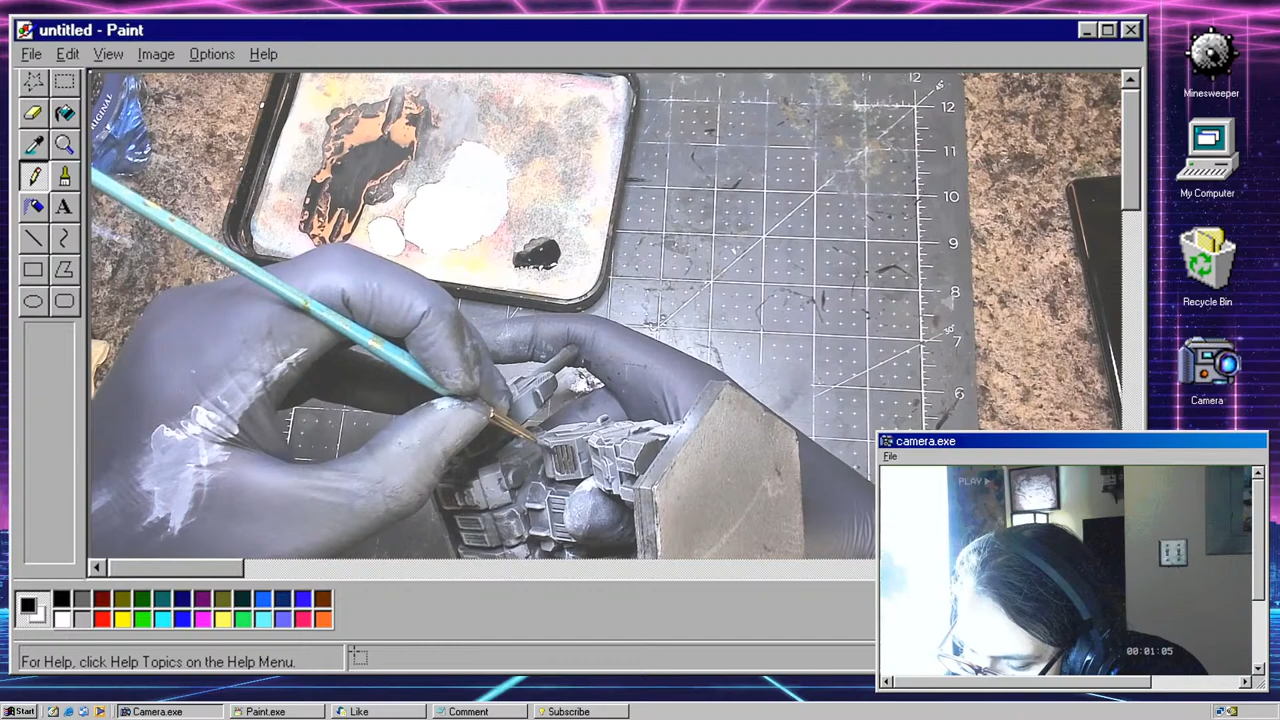 untitled - Paint
File Edit View Image Options Help
ORIGINAL
12
12
11
10
9
8
7
6
Minesweeper
My Computer
Recycle Bin
Camera
camera.exe
File
PLAY
00:01:05
For Help, click Help Topics on the Help Menu.
Start
Camera.exe
Paint.exe
Like
Comment
Subscribe